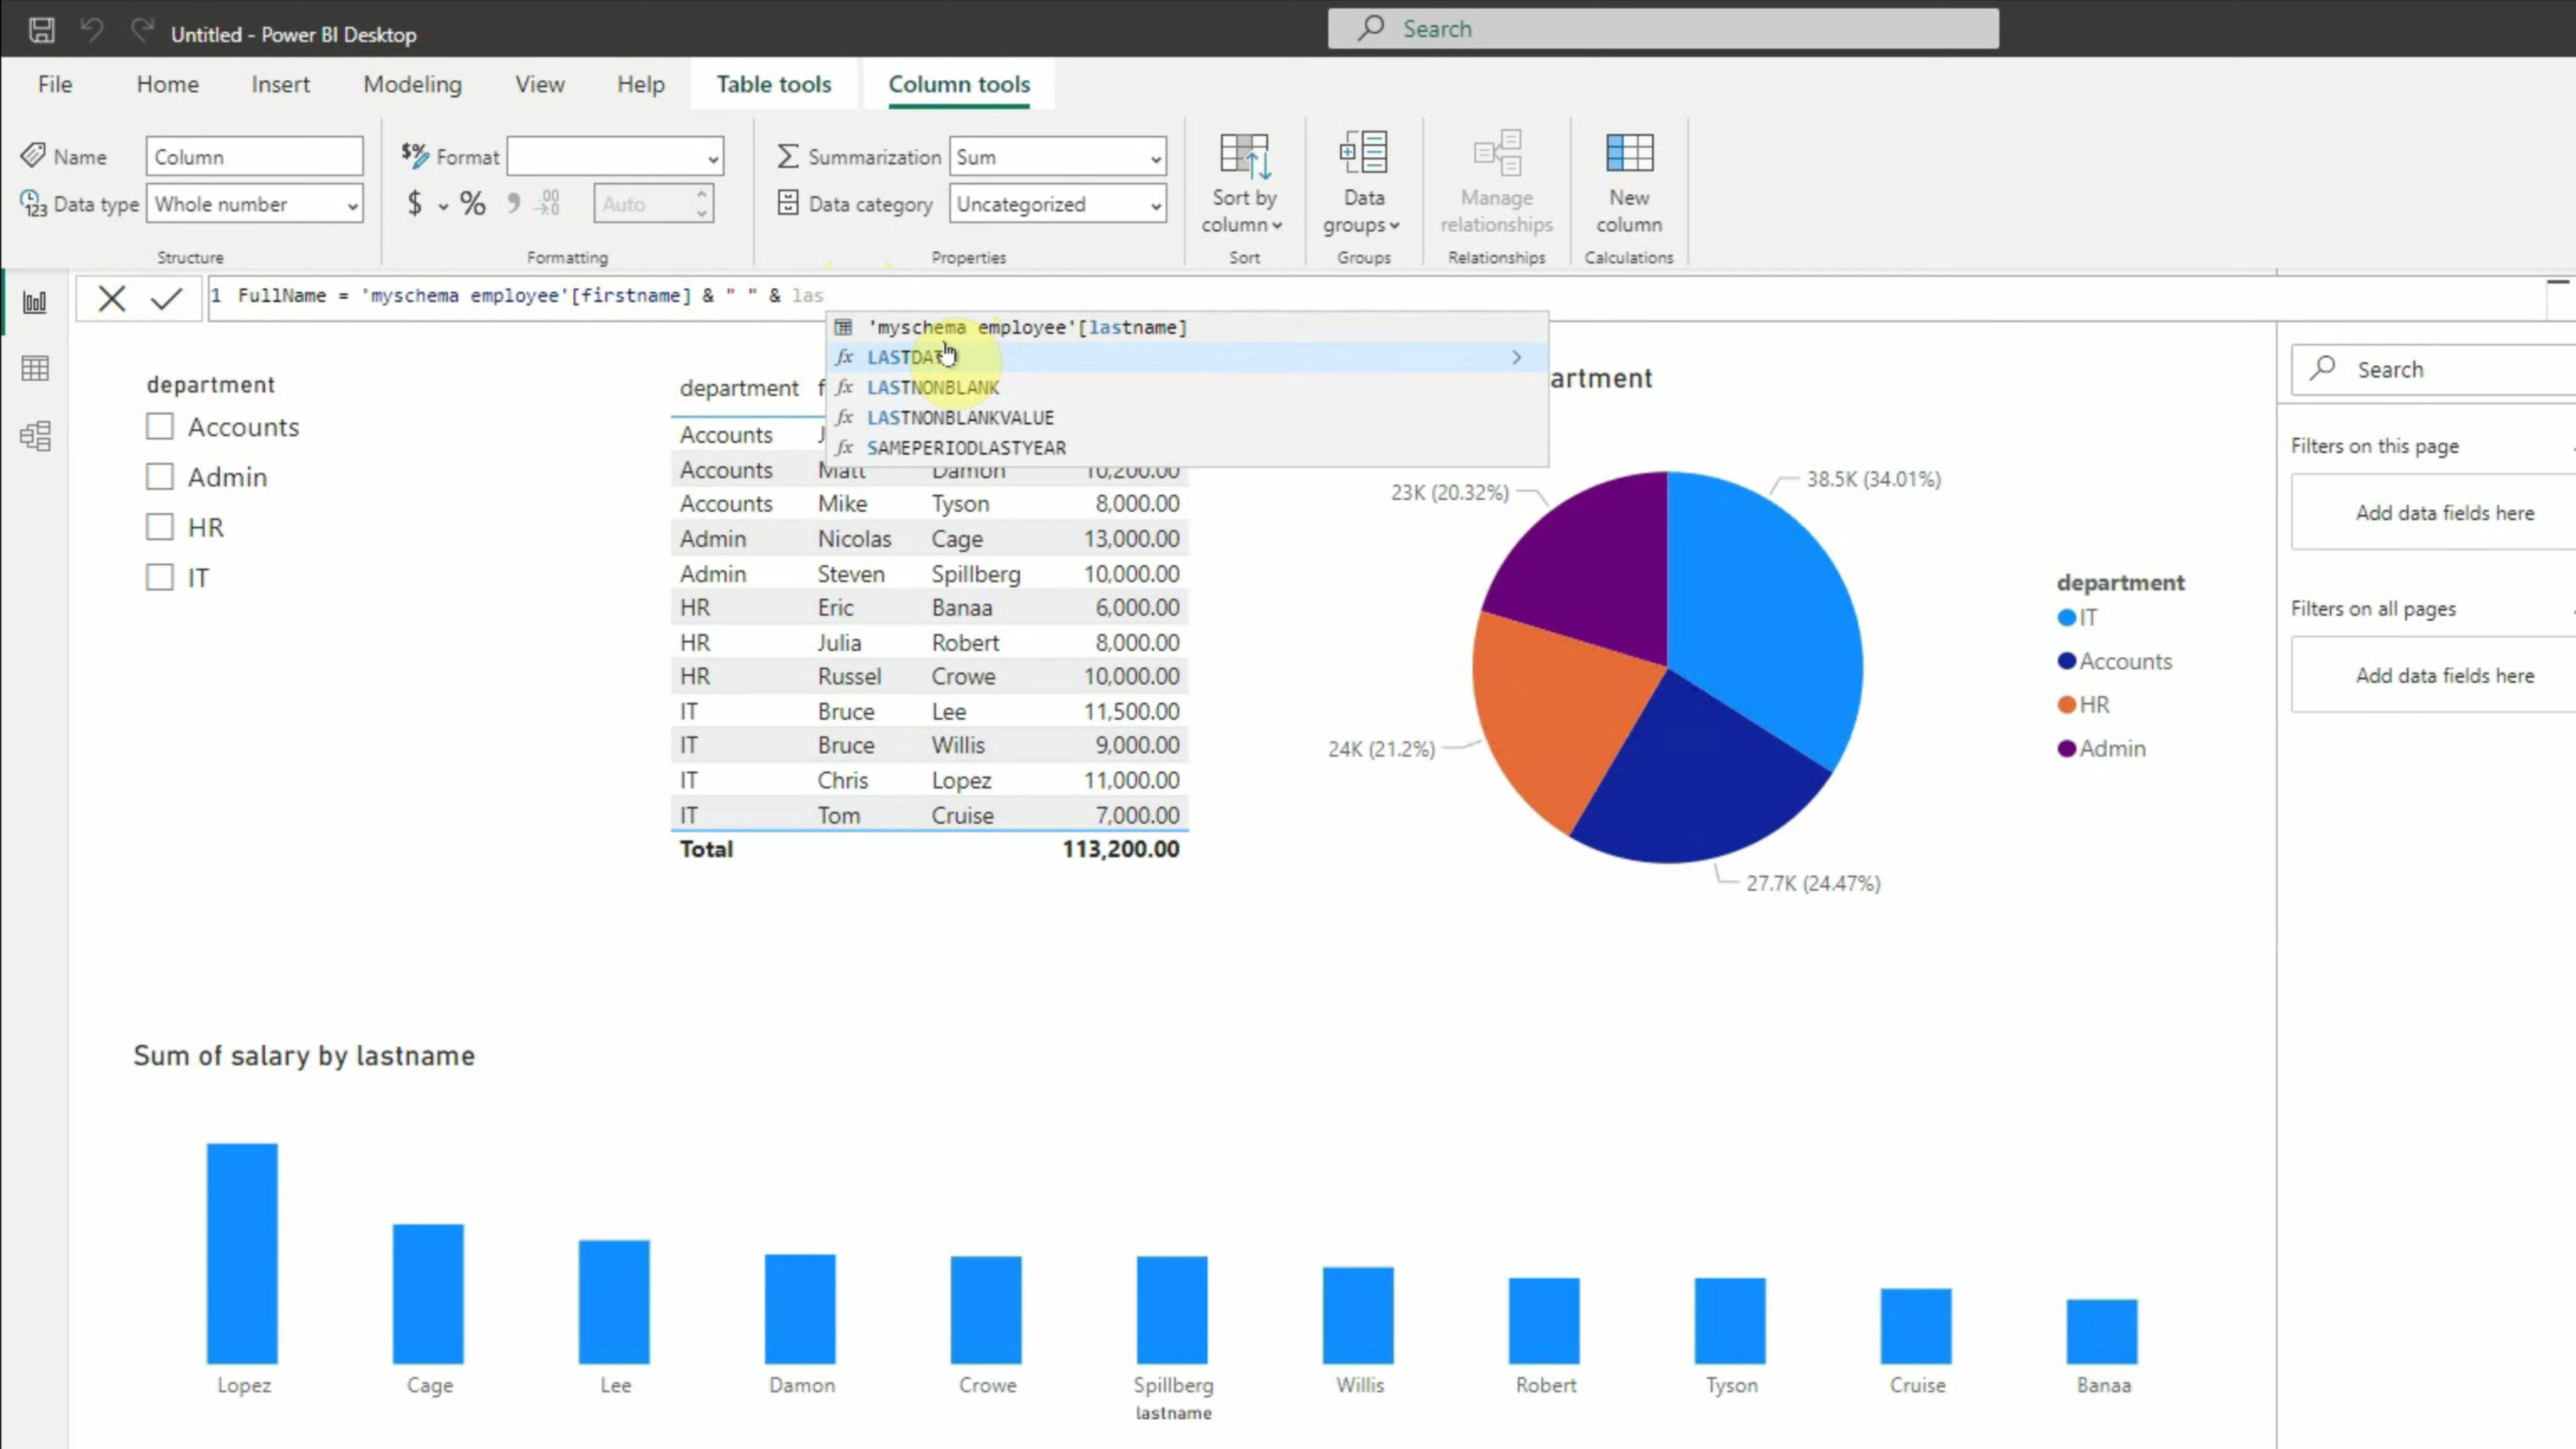 Untitled - Power BI Desktop
Search
File Home Insert Modeling View Help Table tools Column tools
Name Column
Data type Whole number
Structure
Format
$ % Auto
Formatting
Summarization Sum
Data category Uncategorized
Properties
Sort by
column
Sort
Data
groups
Groups
Manage
relationships
Relationships
New
column
Calculations
1 FullName = 'myschema employee'[firstname] & " " & las
'myschema employee'[lastname]
LASTDAT
LASTNONBLANK
LASTNONBLANKVALUE
SAMEPERIODLASTYEAR
department
Accounts
Admin
HR
IT
department f
Accounts J
Accounts Matt Damon 10,200.00
Accounts Mike Tyson 8,000.00
Admin Nicolas Cage 13,000.00
Admin Steven Spillberg 10,000.00
HR Eric Banaa 6,000.00
HR Julia Robert 8,000.00
HR Russel Crowe 10,000.00
IT Bruce Lee 11,500.00
IT Bruce Willis 9,000.00
IT Chris Lopez 11,000.00
IT Tom Cruise 7,000.00
Total 113,200.00
artment
38.5K (34.01%)
23K (20.32%)
24K (21.2%)
27.7K (24.47%)
department
IT
Accounts
HR
Admin
Search
Filters on this page
Add data fields here
Filters on all pages
Add data fields here
Sum of salary by lastname
Lopez Cage Lee Damon Crowe Spillberg Willis Robert Tyson Cruise Banaa
lastname